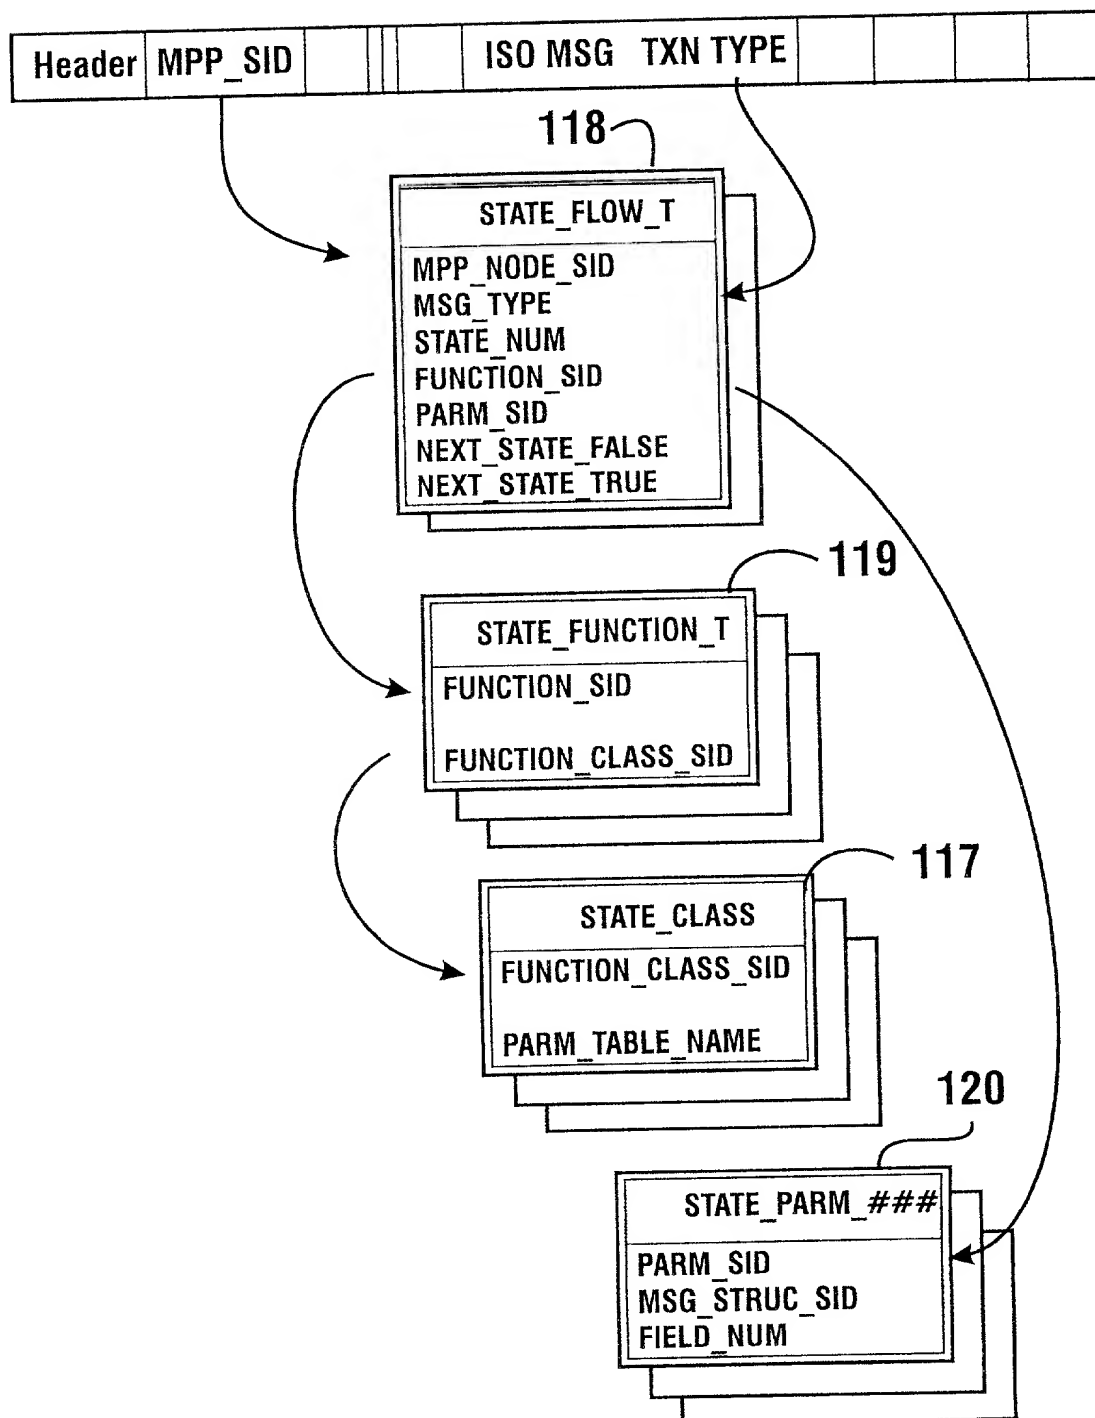 Header MPP_SID ISO MSG TXN TYPE
118
STATE_FLOW_T
MPP_NODE_SID
MSG_TYPE
STATE_NUM
FUNCTION_SID
PARM_SID
NEXT_STATE_FALSE
NEXT_STATE_TRUE
119
STATE_FUNCTION_T
FUNCTION_SID
FUNCTION_CLASS_SID
117
STATE_CLASS
FUNCTION_CLASS_SID
PARM_TABLE_NAME
120
STATE_PARM_###
PARM_SID
MSG_STRUC_SID
FIELD_NUM